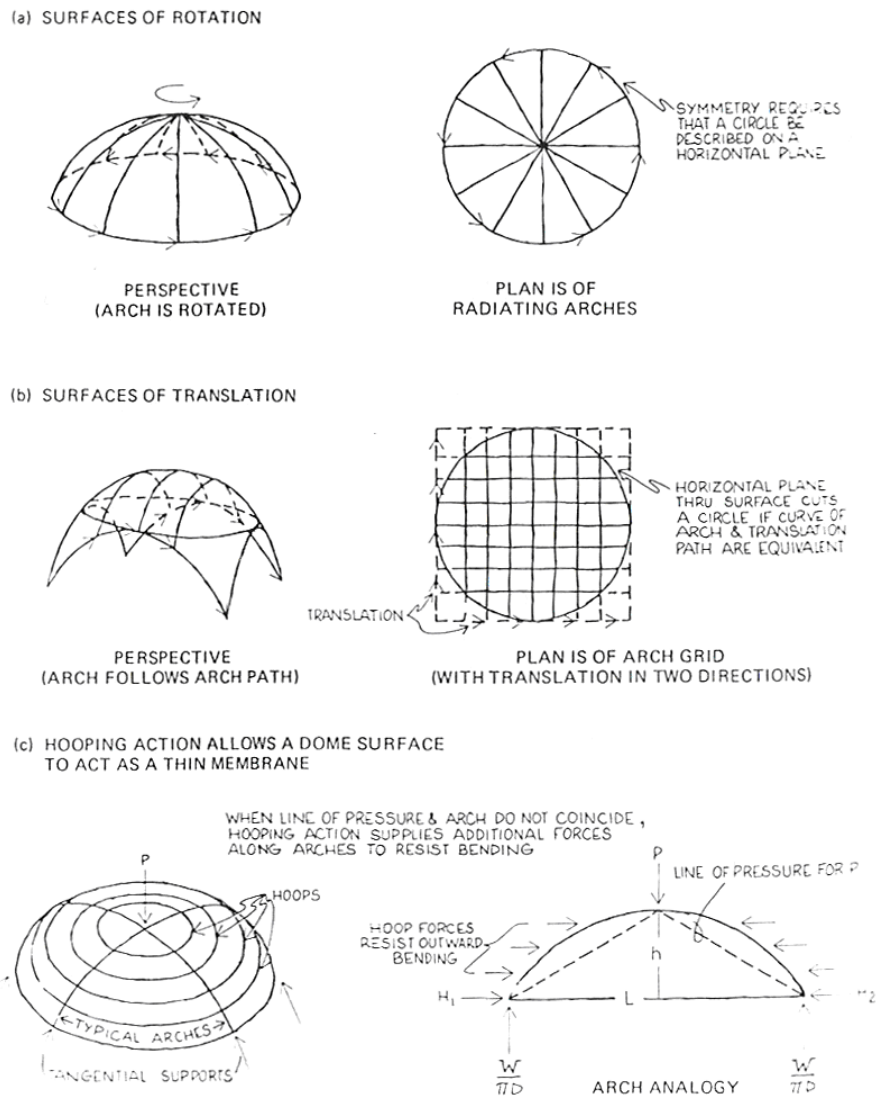 (a) SURFACES OF ROTATION
SYMMETRY REQUIRES
THAT A CIRCLE BE
DESCRIBED ON A
HORIZONTAL PLANE
PERSPECTIVE
(ARCH IS ROTATED)
PLAN IS OF
RADIATING ARCHES
(b) SURFACES OF TRANSLATION
HORIZONTAL PLANE
THRU SURFACE CUTS
A CIRCLE IF CURVE OF
ARCH & TRANSLATION
PATH ARE EQUIVALENT
TRANSLATION
PERSPECTIVE
(ARCH FOLLOWS ARCH PATH)
PLAN IS OF ARCH GRID
(WITH TRANSLATION IN TWO DIRECTIONS)
(c) HOOPING ACTION ALLOWS A DOME SURFACE
TO ACT AS A THIN MEMBRANE
WHEN LINE OF PRESSURE & ARCH DO NOT COINCIDE,
HOOPING ACTION SUPPLIES ADDITIONAL FORCES
ALONG ARCHES TO RESIST BENDING
P
HOOPS
TYPICAL ARCHES
TANGENTIAL SUPPORTS
P
LINE OF PRESSURE FOR P
HOOP FORCES
RESIST OUTWARD
BENDING
h
H₁
L
H₂
W
πD
W
πD
ARCH ANALOGY